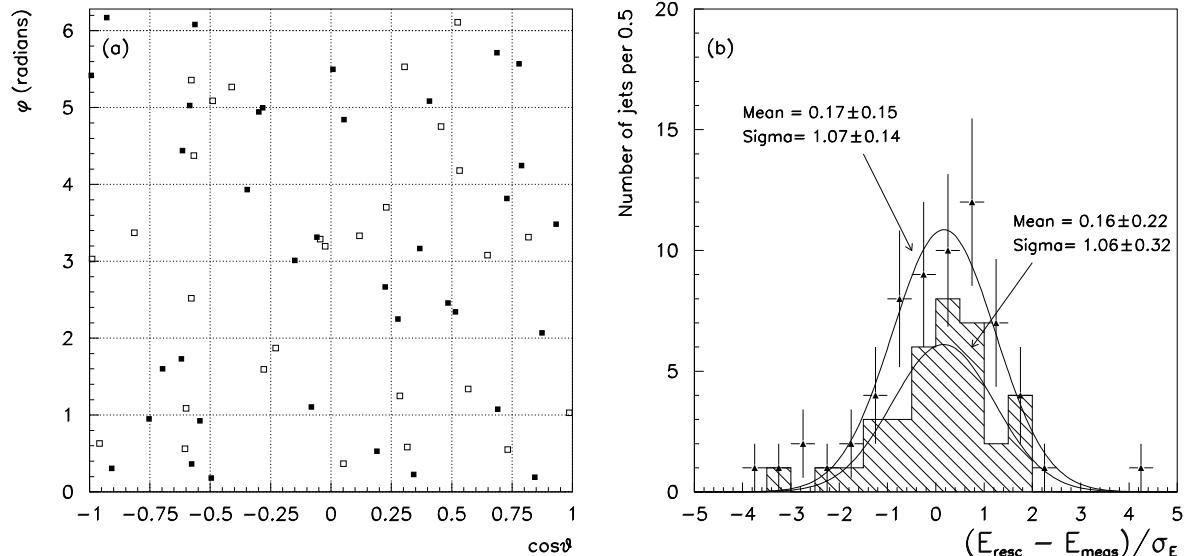 φ (radians)
(a)
6
5
4
3
2
1
0
-1 -0.75 -0.5 -0.25 0 0.25 0.5 0.75 1
cosϑ
Number of jets per 0.5
(b)
20
15
10
5
0
Mean = 0.17±0.15
Sigma= 1.07±0.14
Mean = 0.16±0.22
Sigma= 1.06±0.32
-5 -4 -3 -2 -1 0 1 2 3 4 5
(E_resc - E_meas)/σ_E